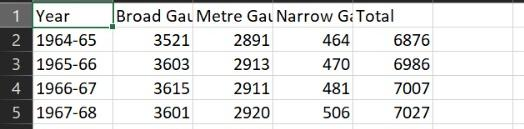 1 Year Broad Gau Metre Gau Narrow Ga Total
2 1964-65 3521 2891 464 6876
3 1965-66 3603 2913 470 6986
4 1966-67 3615 2911 481 7007
5 1967-68 3601 2920 506 7027